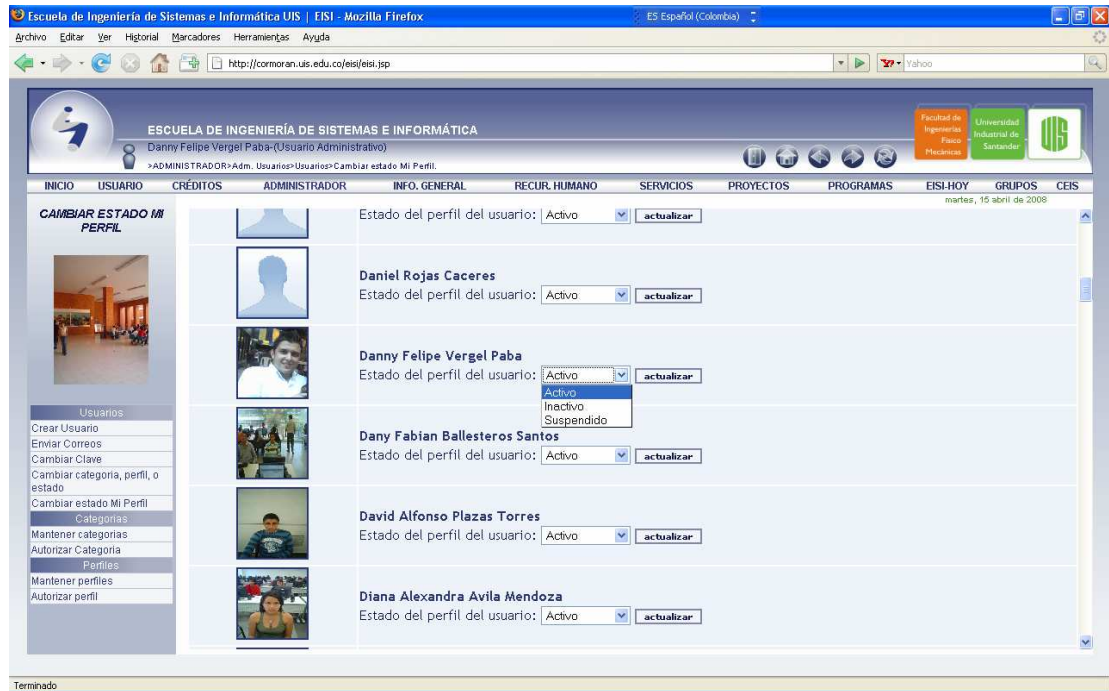 Escuela de Ingeniería de Sistemas e Informática UIS | EISI - Mozilla Firefox
ES Español (Colombia)
Archivo Editar Ver Historial Marcadores Herramientas Ayuda
http://cormoran.uis.edu.co/eisi/eisi.jsp
Yahoo
ESCUELA DE INGENIERÍA DE SISTEMAS E INFORMÁTICA
Danny Felipe Vergel Paba-(Usuario Administrativo)
>ADMINISTRADOR>Adm. Usuarios>Usuarios>Cambiar estado Mi Perfil.
Facultad de
Ingenierías
Físico
Mecánicas
Universidad
Industrial de
Santander
INICIO USUARIO CRÉDITOS ADMINISTRADOR INFO. GENERAL RECUR. HUMANO SERVICIOS PROYECTOS PROGRAMAS EISI-HOY GRUPOS CEIS
martes, 15 abril de 2008
CAMBIAR ESTADO MI
PERFIL
Usuarios
Crear Usuario
Enviar Correos
Cambiar Clave
Cambiar categoria, perfil, o
estado
Cambiar estado Mi Perfil
Categorias
Mantener categorias
Autorizar Categoria
Perfiles
Mantener perfiles
Autorizar perfil
Estado del perfil del usuario: Activo actualizar
Daniel Rojas Caceres
Estado del perfil del usuario: Activo actualizar
Danny Felipe Vergel Paba
Estado del perfil del usuario: Activo actualizar
Activo
Inactivo
Suspendido
Dany Fabian Ballesteros Santos
Estado del perfil del usuario: Activo actualizar
David Alfonso Plazas Torres
Estado del perfil del usuario: Activo actualizar
Diana Alexandra Avila Mendoza
Estado del perfil del usuario: Activo actualizar
Terminado